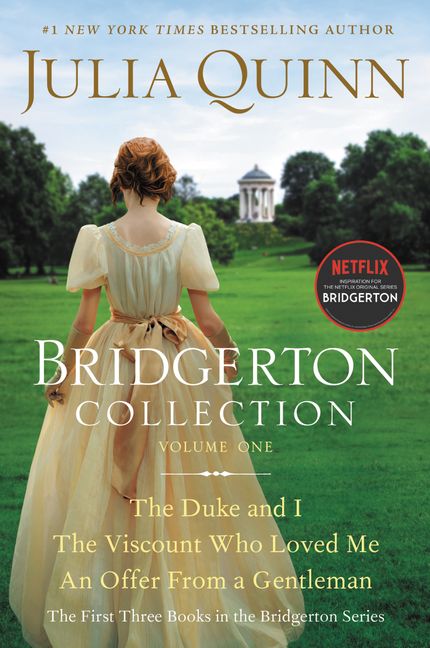 #1 NEW YORK TIMES BESTSELLING AUTHOR
JULIA QUINN
NETFLIX
INSPIRATION FOR
THE NETFLIX ORIGINAL SERIES
BRIDGERTON
BRIDGERTON
COLLECTION
VOLUME ONE
The Duke and I
The Viscount Who Loved Me
An Offer From a Gentleman
The First Three Books in the Bridgerton Series